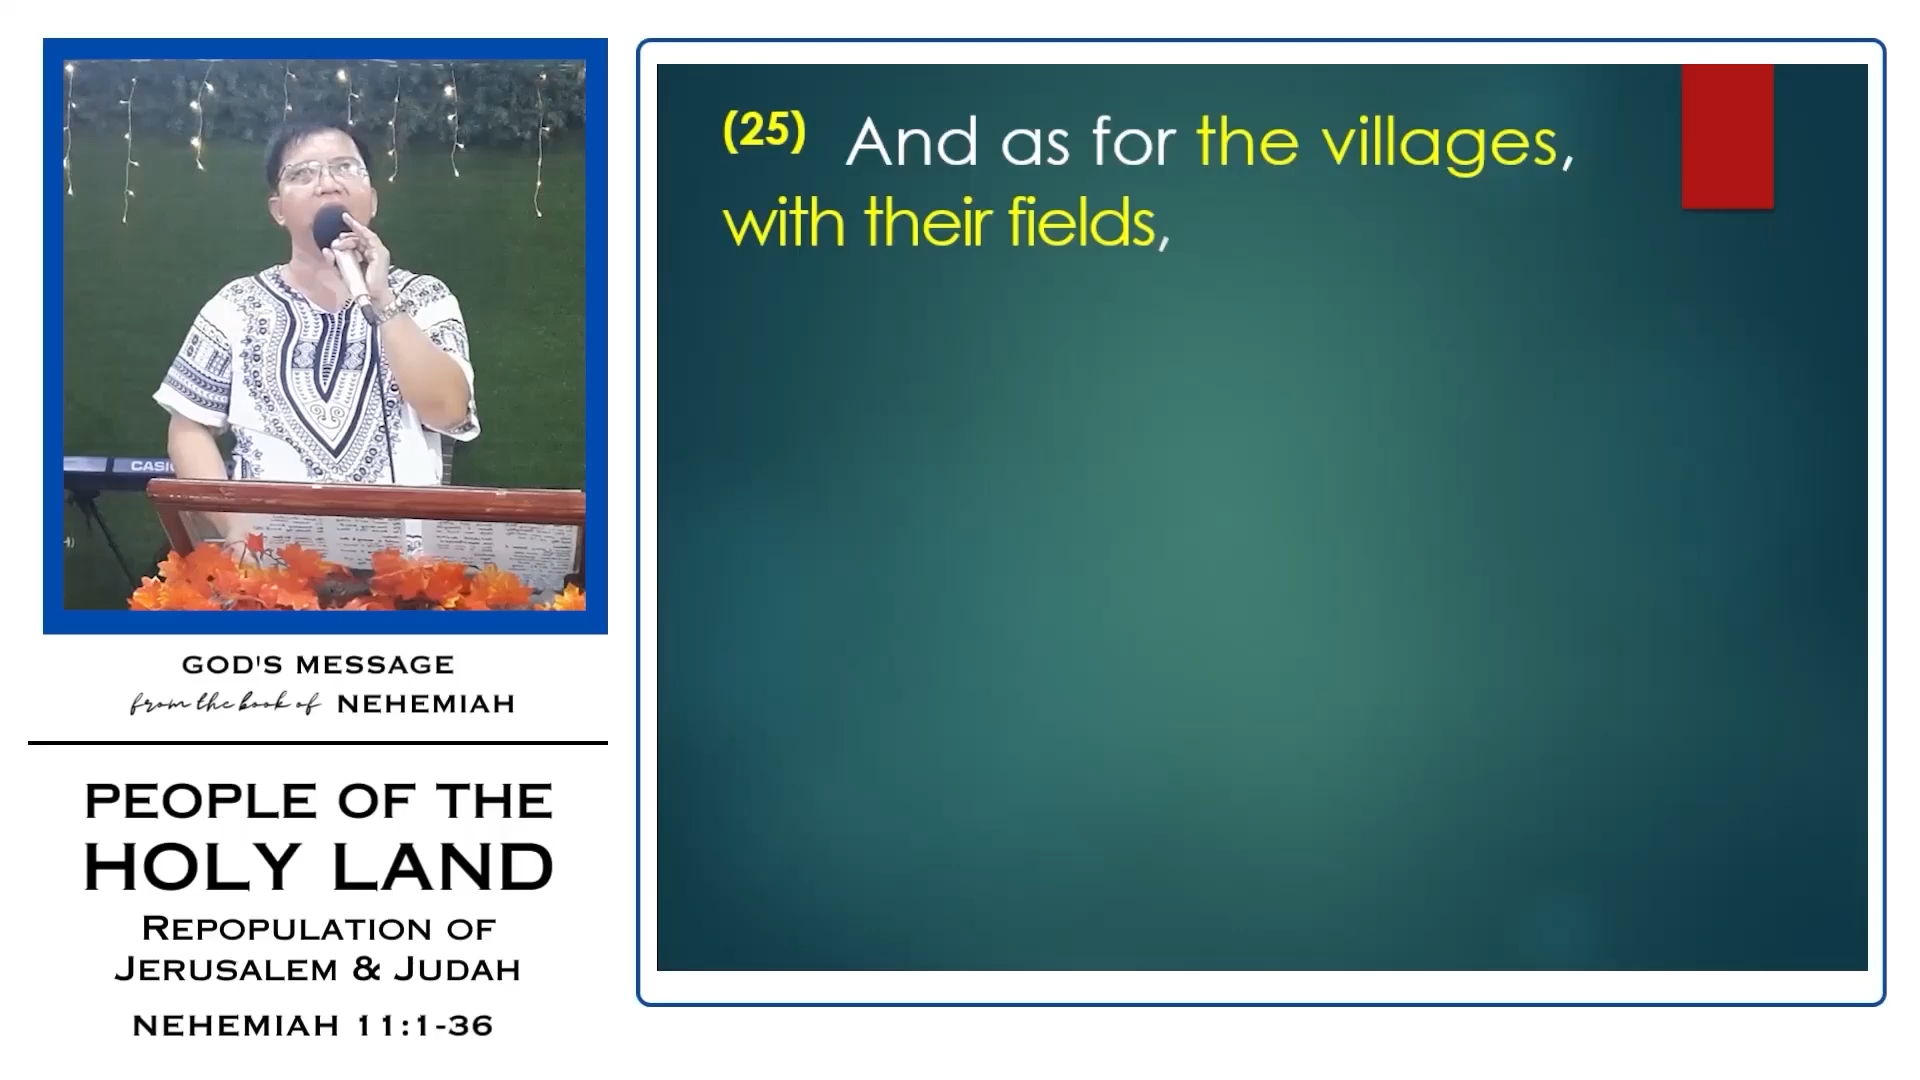 CASI
GOD'S MESSAGE
from the book of NEHEMIAH
PEOPLE OF THE
HOLY LAND
REPOPULATION OF
JERUSALEM & JUDAH
NEHEMIAH 11:1-36
(25) And as for the villages,
with their fields,